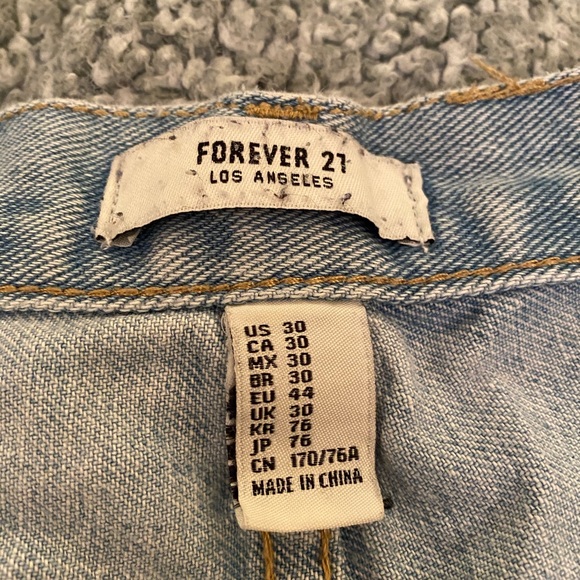 FOREVER 21
LOS ANGELES
US 30
CA 30
MX 30
BR 30
EU 44
UK 30
KR 76
JP 76
CN 170/76A
MADE IN CHINA